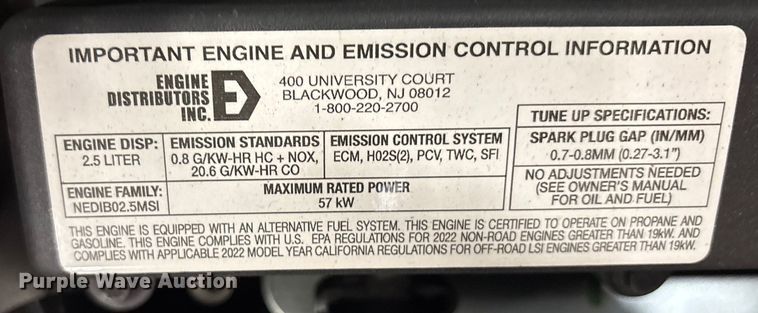 IMPORTANT ENGINE AND EMISSION CONTROL INFORMATION
ENGINE
DISTRIBUTORS
INC.
E
400 UNIVERSITY COURT
BLACKWOOD, NJ 08012
1-800-220-2700
ENGINE DISP:
2.5 LITER
EMISSION STANDARDS
0.8 G/KW-HR HC + NOX,
20.6 G/KW-HR CO
EMISSION CONTROL SYSTEM
ECM, H02S(2), PCV, TWC, SFI
ENGINE FAMILY:
NEDIB02.5MSI
MAXIMUM RATED POWER
57 kW
TUNE UP SPECIFICATIONS:
SPARK PLUG GAP (IN/MM)
0.7-0.8MM (0.27-3.1")
NO ADJUSTMENTS NEEDED
(SEE OWNER'S MANUAL
FOR OIL AND FUEL)
THIS ENGINE IS EQUIPPED WITH AN ALTERNATIVE FUEL SYSTEM. THIS ENGINE IS CERTIFIED TO OPERATE ON PROPANE AND
GASOLINE. THIS ENGINE COMPLIES WITH U.S. EPA REGULATIONS FOR 2022 NON-ROAD ENGINES GREATER THAN 19kW. AND
COMPLIES WITH APPLICABLE 2022 MODEL YEAR CALIFORNIA REGULATIONS FOR OFF-ROAD LSI ENGINES GREATER THAN 19kW.
Purple Wave Auction